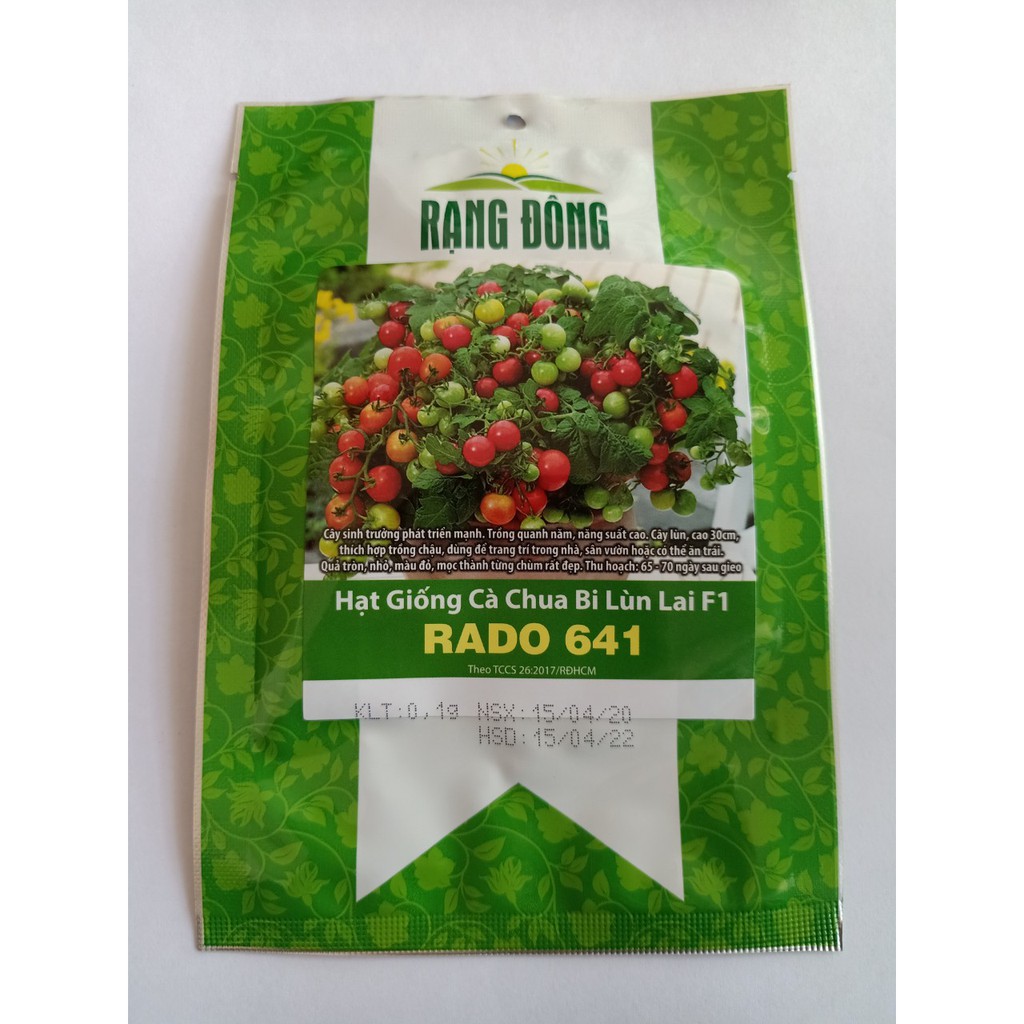 RẠNG ĐÔNG
Cây sinh trưởng phát triển mạnh. Trồng quanh năm, năng suất cao. Cây lùn, cao 30cm,
thích hợp trồng chậu, dùng để trang trí trong nhà, sân vườn hoặc có thể ăn trái.
Quả tròn, nhỏ, màu đỏ, mọc thành từng chùm rất đẹp. Thu hoạch: 65 - 70 ngày sau gieo
Hạt Giống Cà Chua Bi Lùn Lai F1
RADO 641
Theo TCCS 26:2017/RĐHCM
KLT:0,1g NSX:15/04/20
HSD:15/04/22